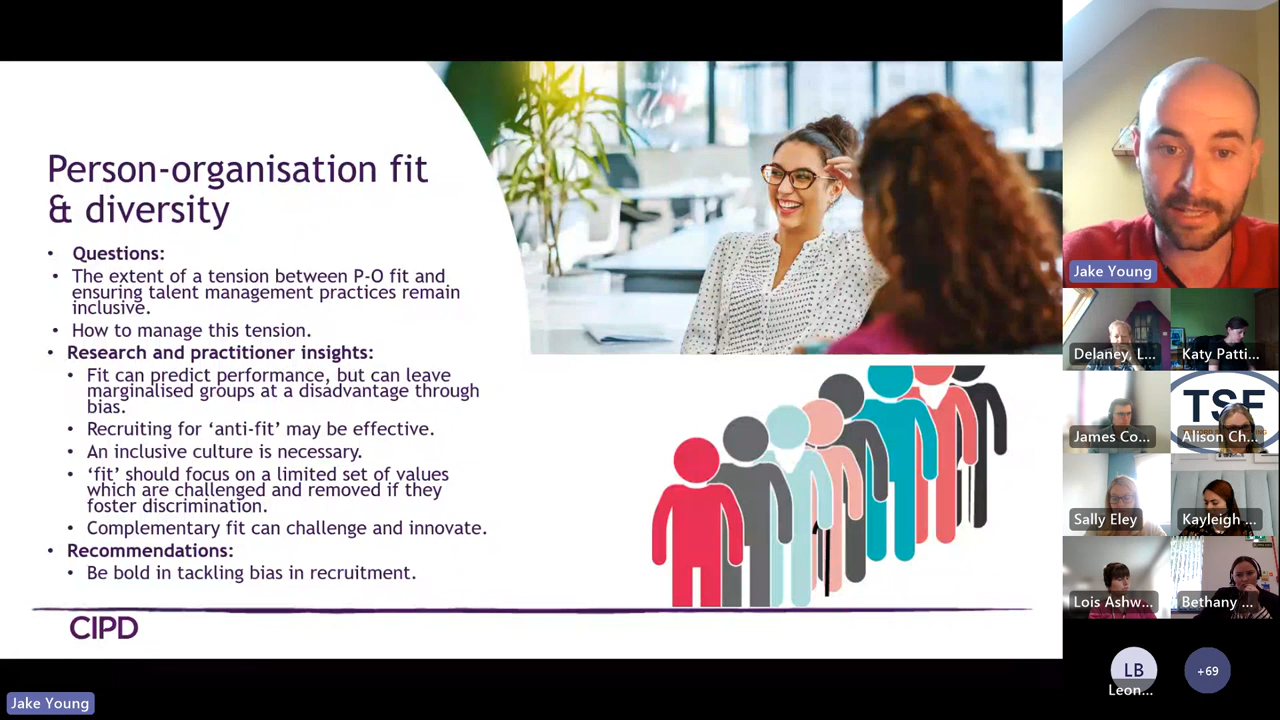 Person-organisation fit
& diversity
• Questions:
• The extent of a tension between P-O fit and
ensuring talent management practices remain
inclusive.
• How to manage this tension.
• Research and practitioner insights:
• Fit can predict performance, but can leave
marginalised groups at a disadvantage through
bias.
• Recruiting for ‘anti-fit’ may be effective.
• An inclusive culture is necessary.
• ‘fit’ should focus on a limited set of values
which are challenged and removed if they
foster discrimination.
• Complementary fit can challenge and innovate.
• Recommendations:
• Be bold in tackling bias in recruitment.
CIPD
Jake Young
Jake Young
Delaney, L...
Katy Patti...
James Co...
TSF
Alison Ch...
Sally Eley
Kayleigh ...
Lois Ashw...
Bethany ...
LB
Leon...
+69